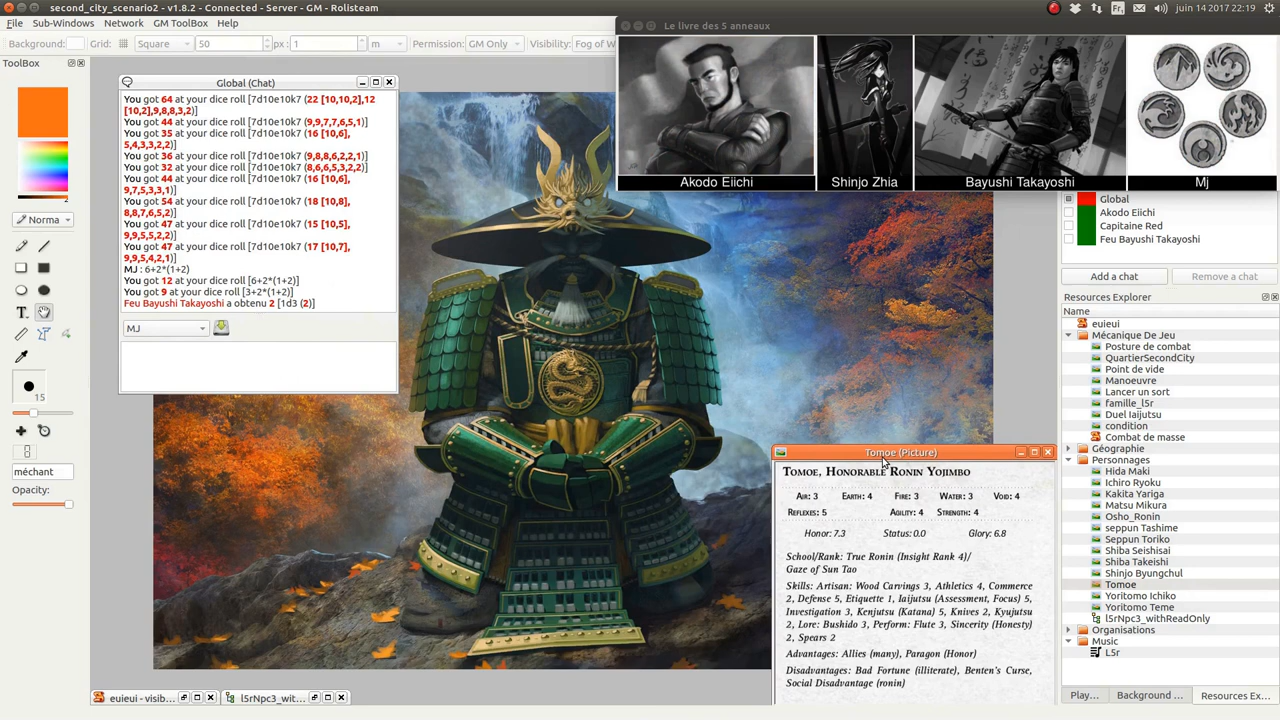 second_city_scenario2 - v1.8.2 - Connected - Server - GM - Rolisteam
Fr
juin 14 2017 22:19
File Sub-Windows Network GM ToolBox Help
Background: Grid: Square 50 px : 1 m Permission: GM Only Visibility: Fog of W
Le livre des 5 anneaux
Akodo Eiichi
Shinjo Zhia
Bayushi Takayoshi
Mj
ToolBox
Norma
15
méchant
Opacity:
Global (Chat)
You got 64 at your dice roll [7d10e10k7 (22 [10,10,2],12
[10,2],9,8,8,3,2)]
You got 44 at your dice roll [7d10e10k7 (9,9,7,7,6,5,1)]
You got 35 at your dice roll [7d10e10k7 (16 [10,6],
5,4,3,3,2,2)]
You got 36 at your dice roll [7d10e10k7 (9,8,8,6,2,2,1)]
You got 32 at your dice roll [7d10e10k7 (8,6,6,5,3,2,2)]
You got 44 at your dice roll [7d10e10k7 (16 [10,6],
9,7,5,3,3,1)]
You got 54 at your dice roll [7d10e10k7 (18 [10,8],
8,8,7,6,5,2)]
You got 47 at your dice roll [7d10e10k7 (15 [10,5],
9,9,5,5,2,2)]
You got 47 at your dice roll [7d10e10k7 (17 [10,7],
9,9,5,4,2,1)]
MJ : 6+2*(1+2)
You got 12 at your dice roll [6+2*(1+2)]
You got 9 at your dice roll [3+2*(1+2)]
Feu Bayushi Takayoshi a obtenu 2 [1d3 (2)]
MJ
Tomoe (Picture)
Tomoe, Honorable Ronin Yojimbo
Air: 3 Earth: 4 Fire: 3 Water: 3 Void: 4
Reflexes: 5 Agility: 4 Strength: 4
Honor: 7.3 Status: 0.0 Glory: 6.8
School/Rank: True Ronin (Insight Rank 4)/
Gaze of Sun Tao
Skills: Artisan: Wood Carvings 3, Athletics 4, Commerce
2, Defense 5, Etiquette 1, Iaijutsu (Assessment, Focus) 5,
Investigation 3, Kenjutsu (Katana) 5, Knives 2, Kyujutsu
2, Lore: Bushido 3, Perform: Flute 3, Sincerity (Honesty)
2, Spears 2
Advantages: Allies (many), Paragon (Honor)
Disadvantages: Bad Fortune (illiterate), Benten's Curse,
Social Disadvantage (ronin)
Global
Akodo Eiichi
Capitaine Red
Feu Bayushi Takayoshi
Add a chat Remove a chat
Resources Explorer
Name
euieui
Mécanique De Jeu
Posture de combat
QuartierSecondCity
Point de vide
Manoeuvre
Lancer un sort
famille_l5r
Duel Iaijutsu
condition
Combat de masse
Géographie
Personnages
Hida Maki
Ichiro Ryoku
Kakita Yariga
Matsu Mikura
Osho_Ronin
seppun Tashime
Seppun Toriko
Shiba Seishisai
Shiba Takeishi
Shinjo Byungchul
Tomoe
Yoritomo Ichiko
Yoritomo Teme
l5rNpc3_withReadOnly
Organisations
Music
L5r
euieui - visib...
l5rNpc3_wit...
Play... Background ... Resources Ex...